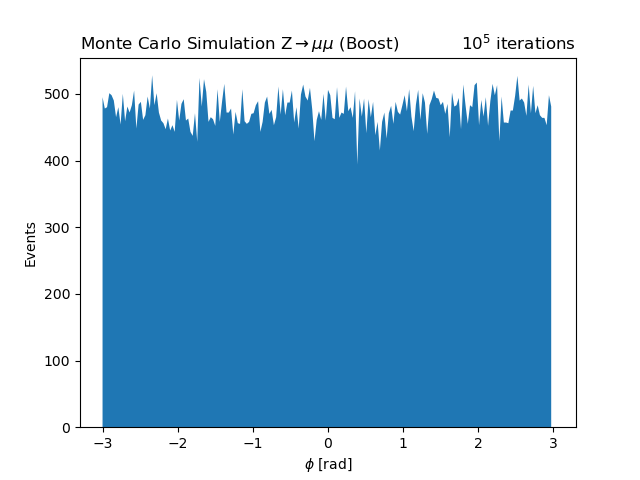 Monte Carlo Simulation Z→μμ (Boost) 10⁵ iterations
500
400
300
200
100
0
Events
−3 −2 −1 0 1 2 3
ϕ [rad]